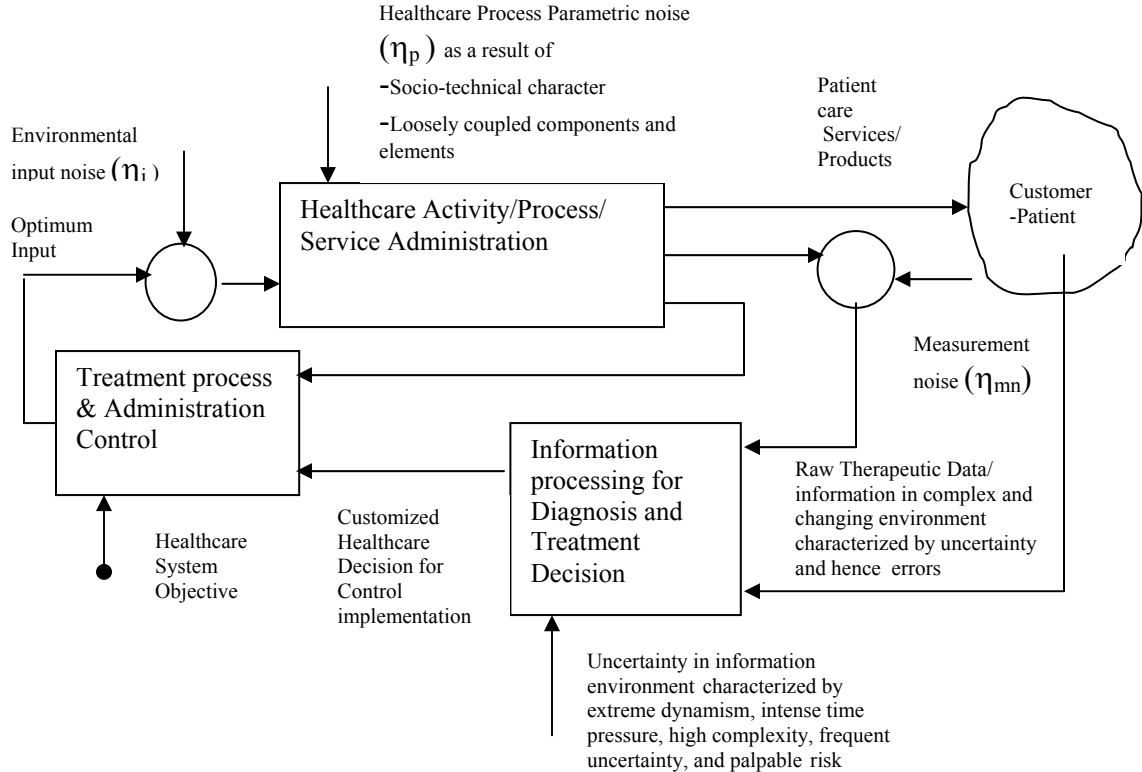 Healthcare Process Parametric noise
(ηp) as a result of
-Socio-technical character
-Loosely coupled components and
elements
Patient
care
Services/
Products
Environmental
input noise (ηi)
Optimum
Input
Healthcare Activity/Process/
Service Administration
Customer
-Patient
Measurement
noise (ηmn)
Treatment process
& Administration
Control
Information
processing for
Diagnosis and
Treatment
Decision
Raw Therapeutic Data/
information in complex and
changing environment
characterized by uncertainty
and hence errors
Healthcare
System
Objective
Customized
Healthcare
Decision for
Control
implementation
Uncertainty in information
environment characterized by
extreme dynamism, intense time
pressure, high complexity, frequent
uncertainty, and palpable risk